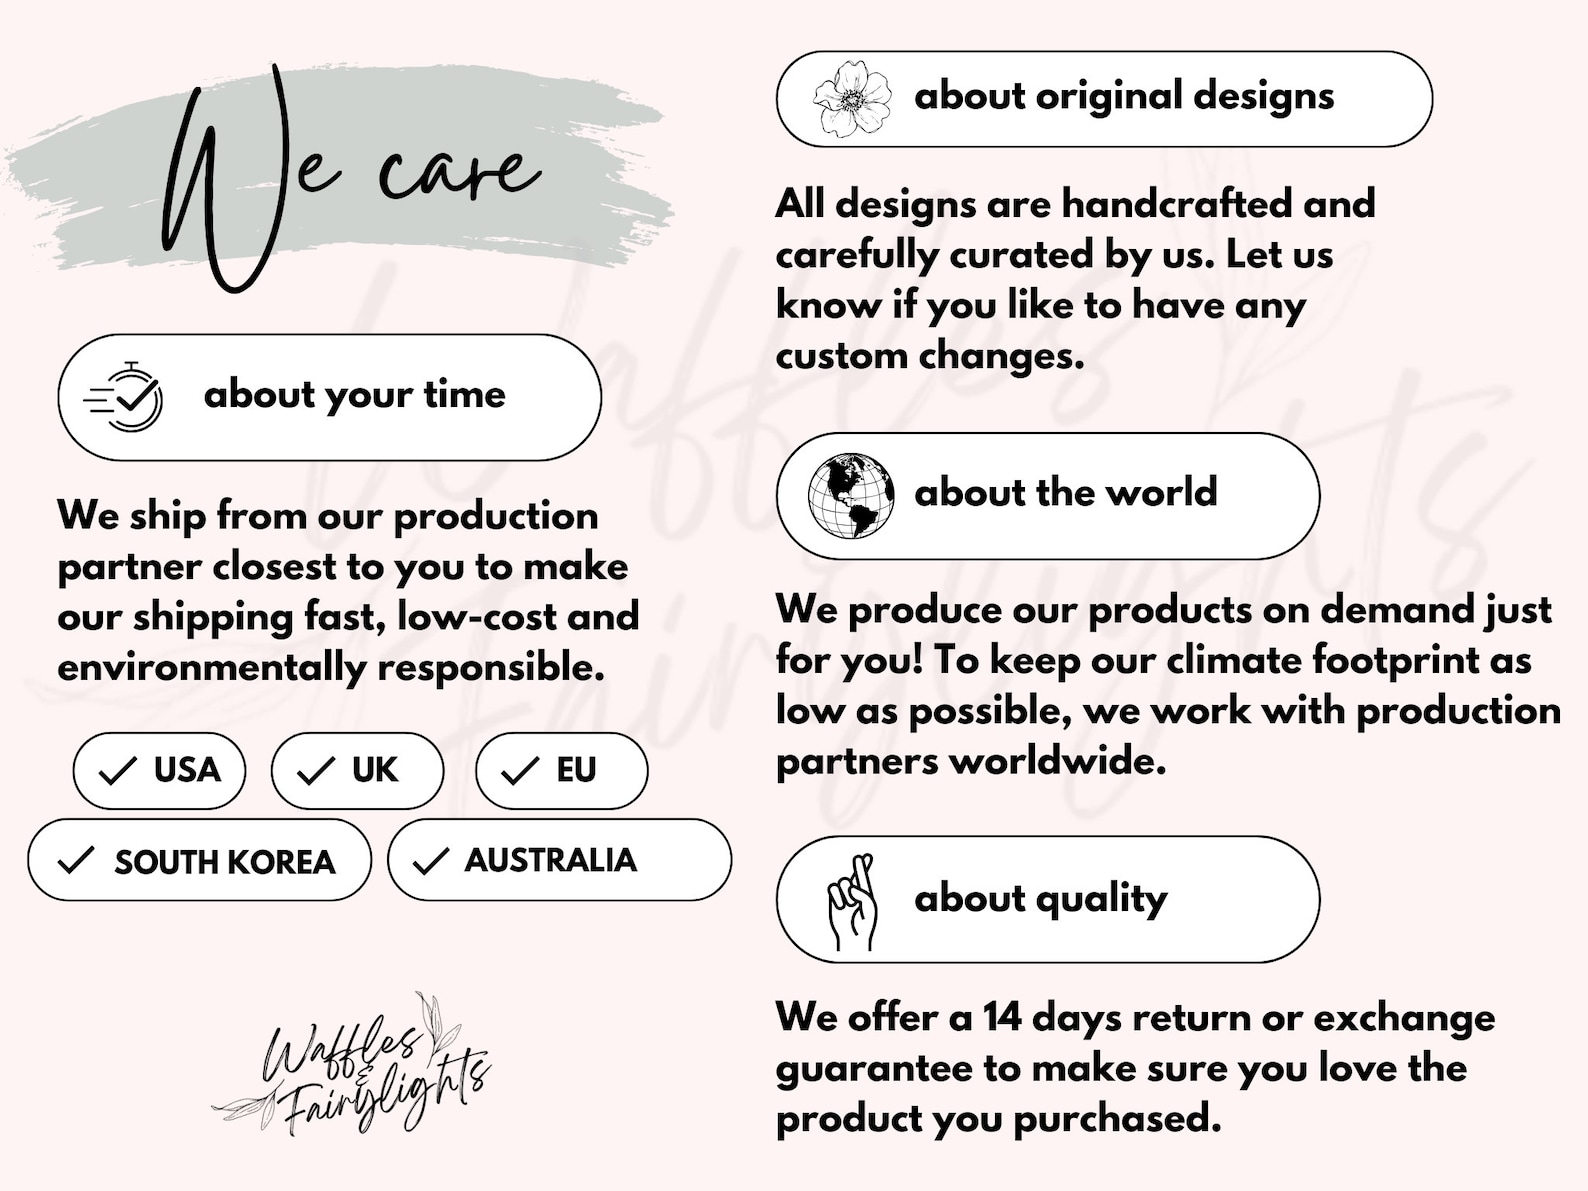 We care
about your time
We ship from our production
partner closest to you to make
our shipping fast, low-cost and
environmentally responsible.
USA
UK
EU
SOUTH KOREA
AUSTRALIA
Waffles
&
Fairylights
about original designs
All designs are handcrafted and
carefully curated by us. Let us
know if you like to have any
custom changes.
about the world
We produce our products on demand just
for you! To keep our climate footprint as
low as possible, we work with production
partners worldwide.
about quality
We offer a 14 days return or exchange
guarantee to make sure you love the
product you purchased.
Waffles
&
Fairylights